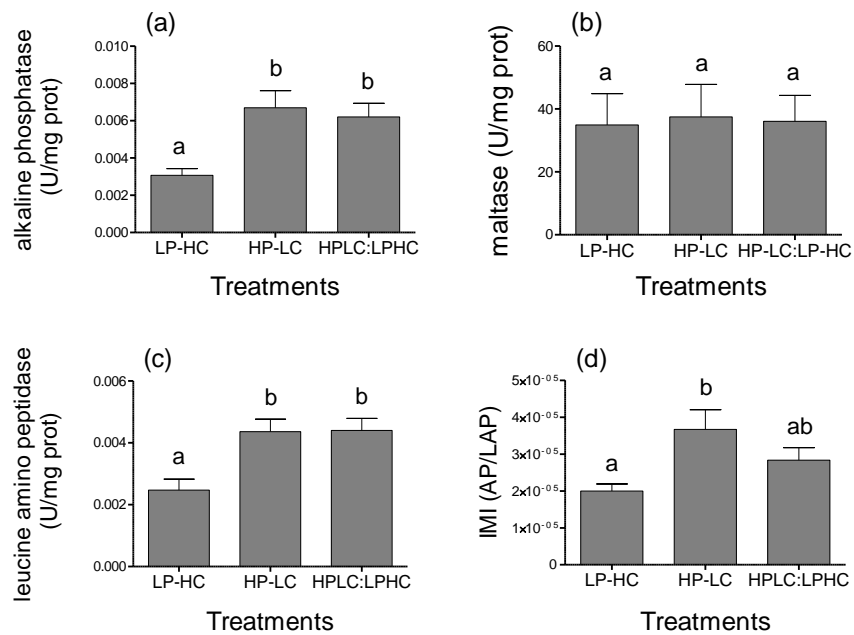 (a)
alkaline phosphatase
(U/mg prot)
0.010
0.008
0.006
0.004
0.002
0.000
a
b
b
LP-HC
HP-LC
HPLC:LPHC
Treatments
(b)
maltase (U/mg prot)
60
40
20
0
a
a
a
LP-HC
HP-LC
HP-LC:LP-HC
Treatments
(c)
leucine amino peptidase
(U/mg prot)
0.006
0.004
0.002
0.000
a
b
b
LP-HC
HP-LC
HPLC:LPHC
Treatments
(d)
IMI (AP/LAP)
5×10⁻⁰⁵
4×10⁻⁰⁵
3×10⁻⁰⁵
2×10⁻⁰⁵
1×10⁻⁰⁵
0
a
b
ab
LP-HC
HP-LC
HPLC:LPHC
Treatments